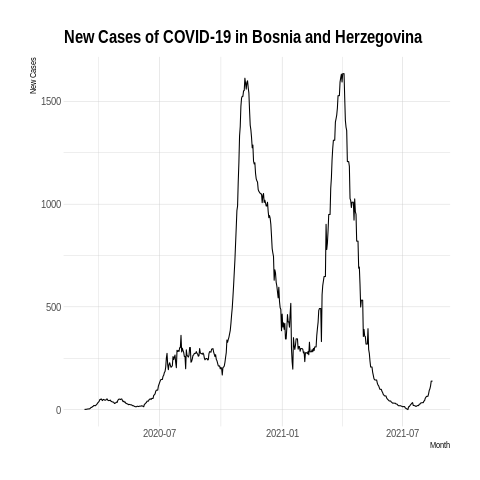 New Cases of COVID-19 in Bosnia and Herzegovina
New Cases
1500
1000
500
0
2020-07
2021-01
2021-07
Month